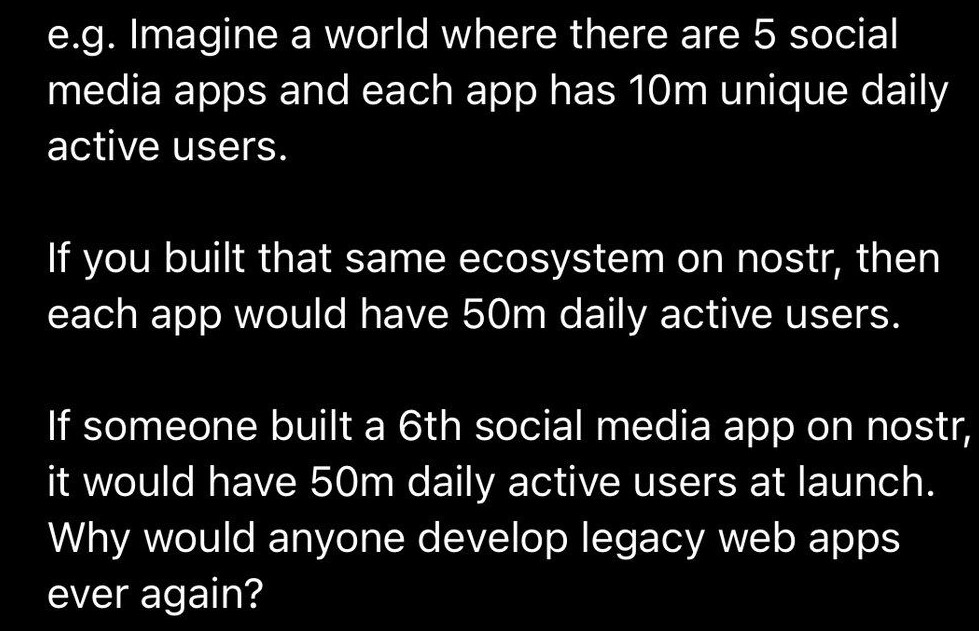 e.g. Imagine a world where there are 5 social
media apps and each app has 10m unique daily
active users.
If you built that same ecosystem on nostr, then
each app would have 50m daily active users.
If someone built a 6th social media app on nostr,
it would have 50m daily active users at launch.
Why would anyone develop legacy web apps
ever again?